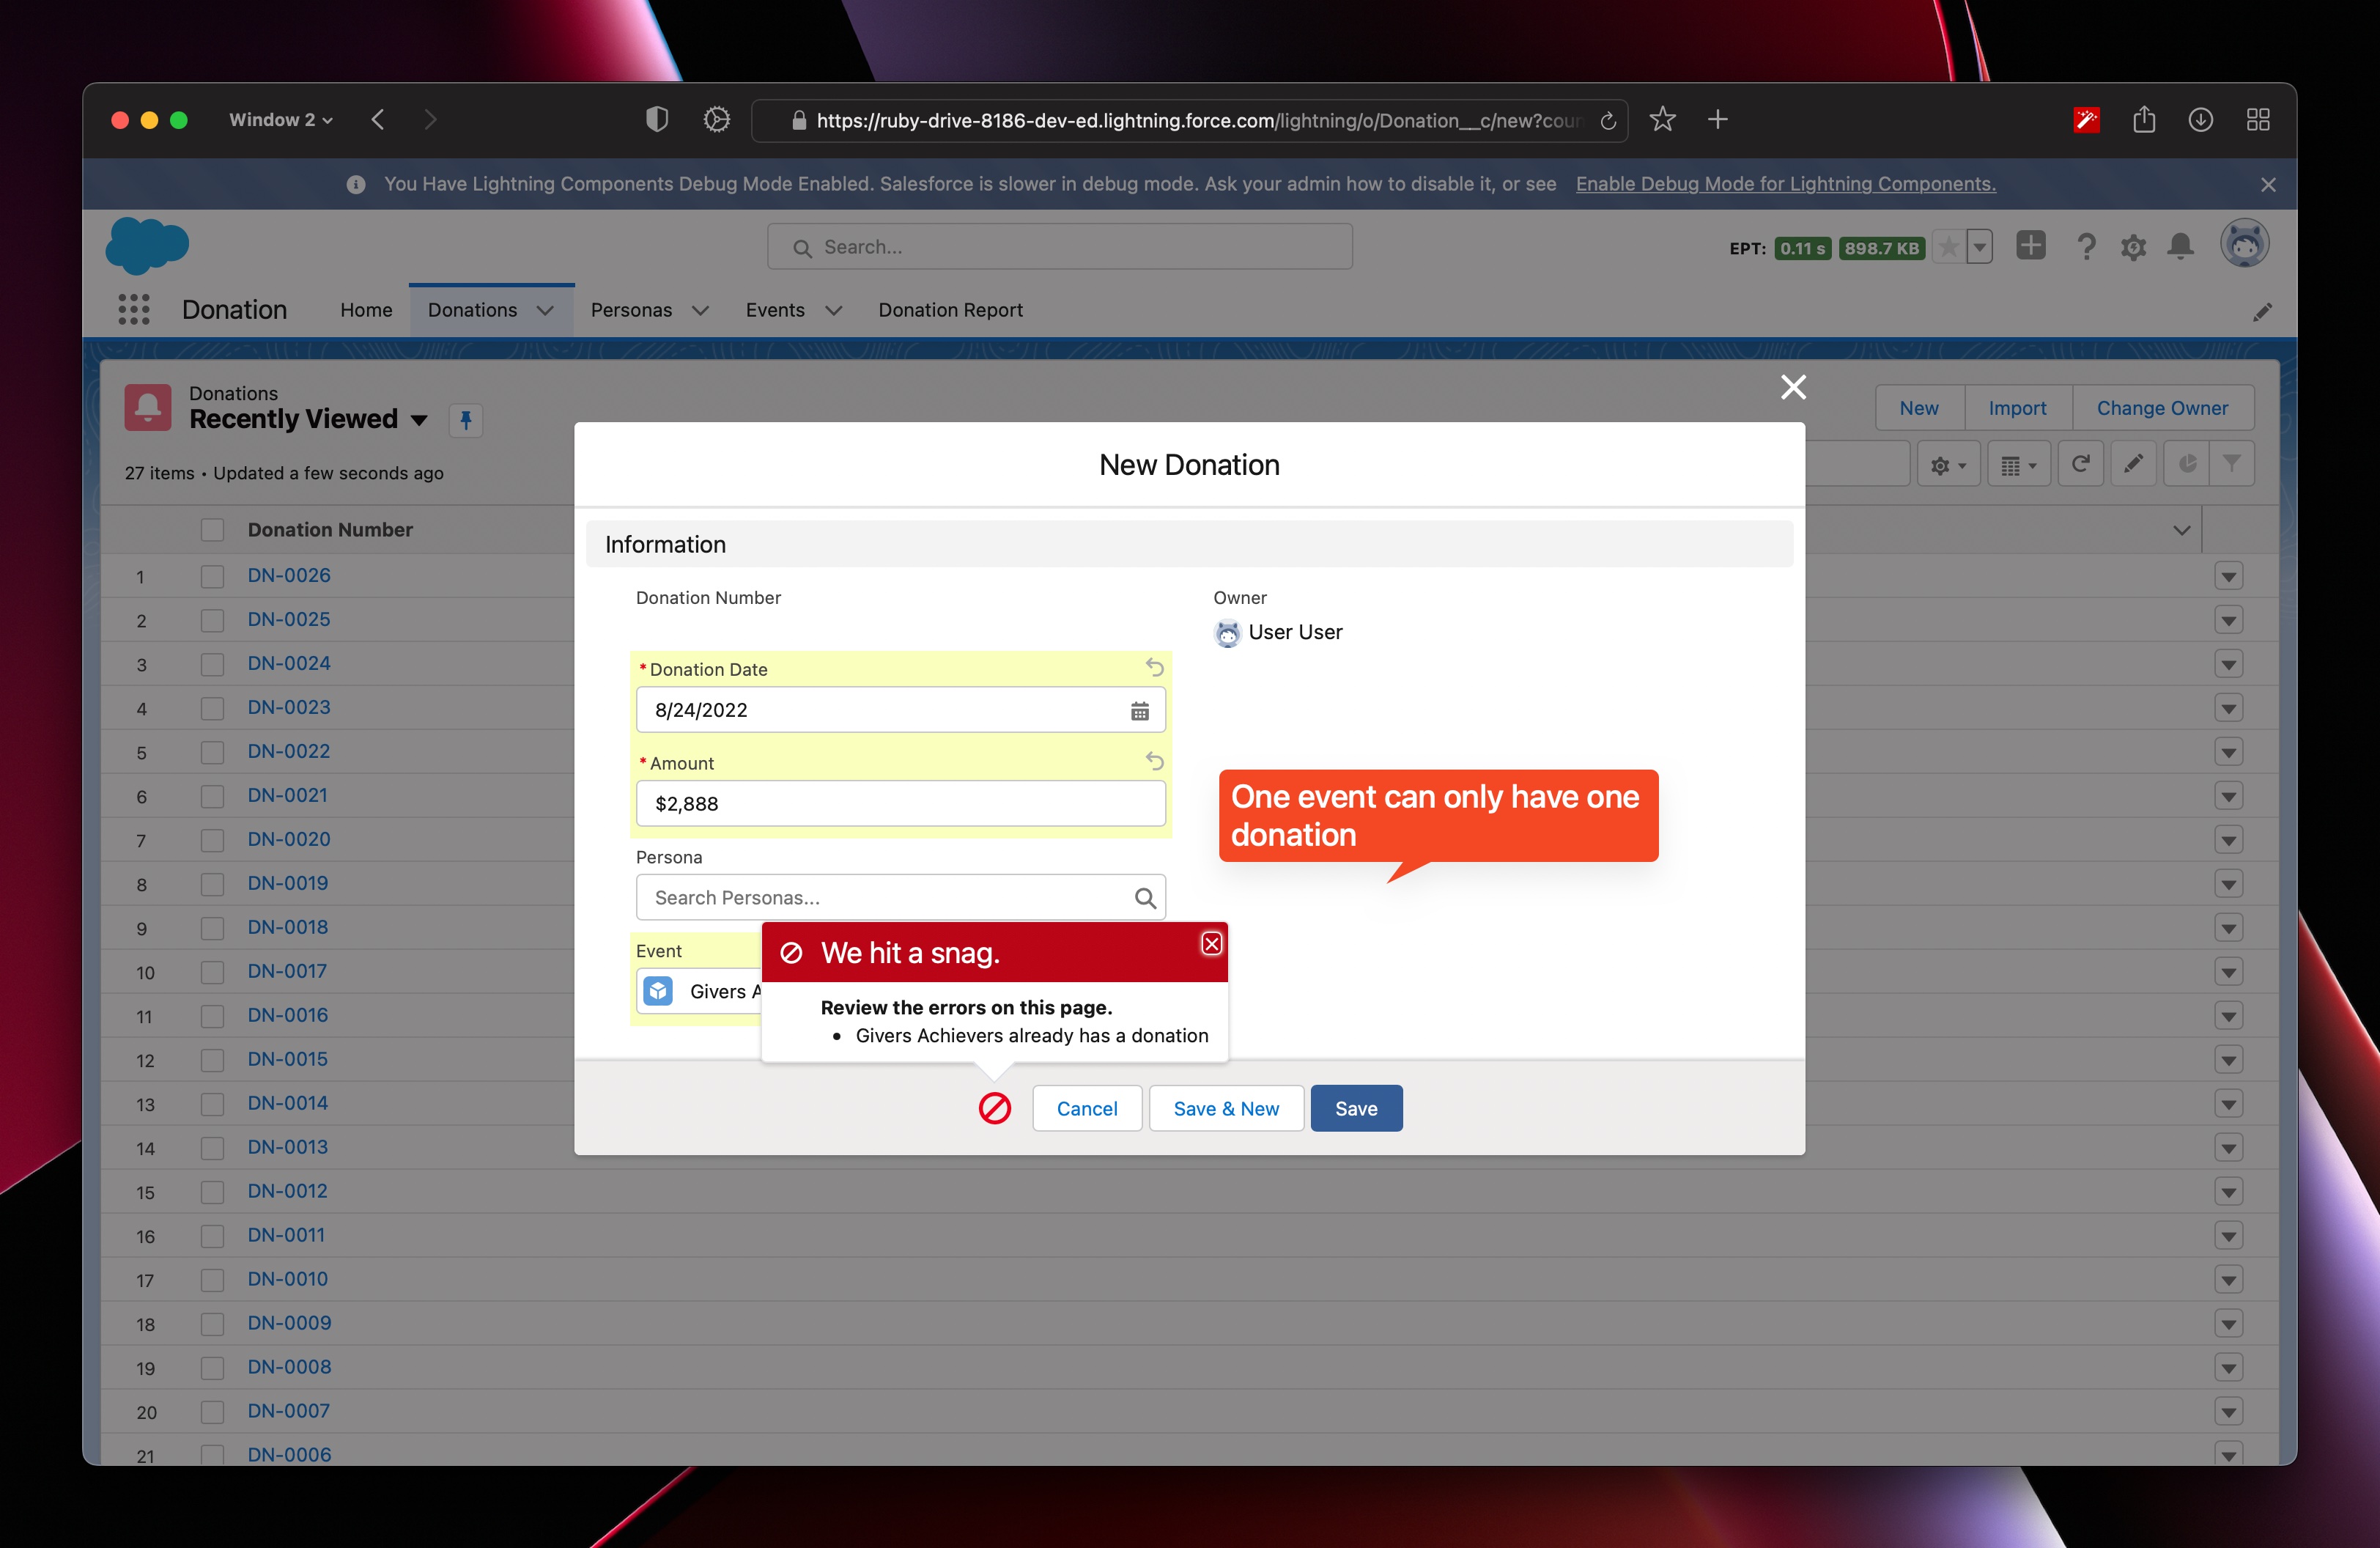 Window 2
https://ruby-drive-8186-dev-ed.lightning.force.com/lightning/o/Donation__c/new?coun
You Have Lightning Components Debug Mode Enabled. Salesforce is slower in debug mode. Ask your admin how to disable it, or see Enable Debug Mode for Lightning Components.
Search...
EPT: 0.11 s 898.7 KB
Donation Home Donations Personas Events Donation Report
Donations
Recently Viewed
New Import Change Owner
27 items • Updated a few seconds ago
Donation Number
1 DN-0026
2 DN-0025
3 DN-0024
4 DN-0023
5 DN-0022
6 DN-0021
7 DN-0020
8 DN-0019
9 DN-0018
10 DN-0017
11 DN-0016
12 DN-0015
13 DN-0014
14 DN-0013
15 DN-0012
16 DN-0011
17 DN-0010
18 DN-0009
19 DN-0008
20 DN-0007
21 DN-0006
New Donation
Information
Donation Number
Owner
User User
*Donation Date
8/24/2022
*Amount
$2,888
One event can only have one
donation
Persona
Search Personas...
Event
Givers A
We hit a snag.
Review the errors on this page.
• Givers Achievers already has a donation
Cancel Save & New Save